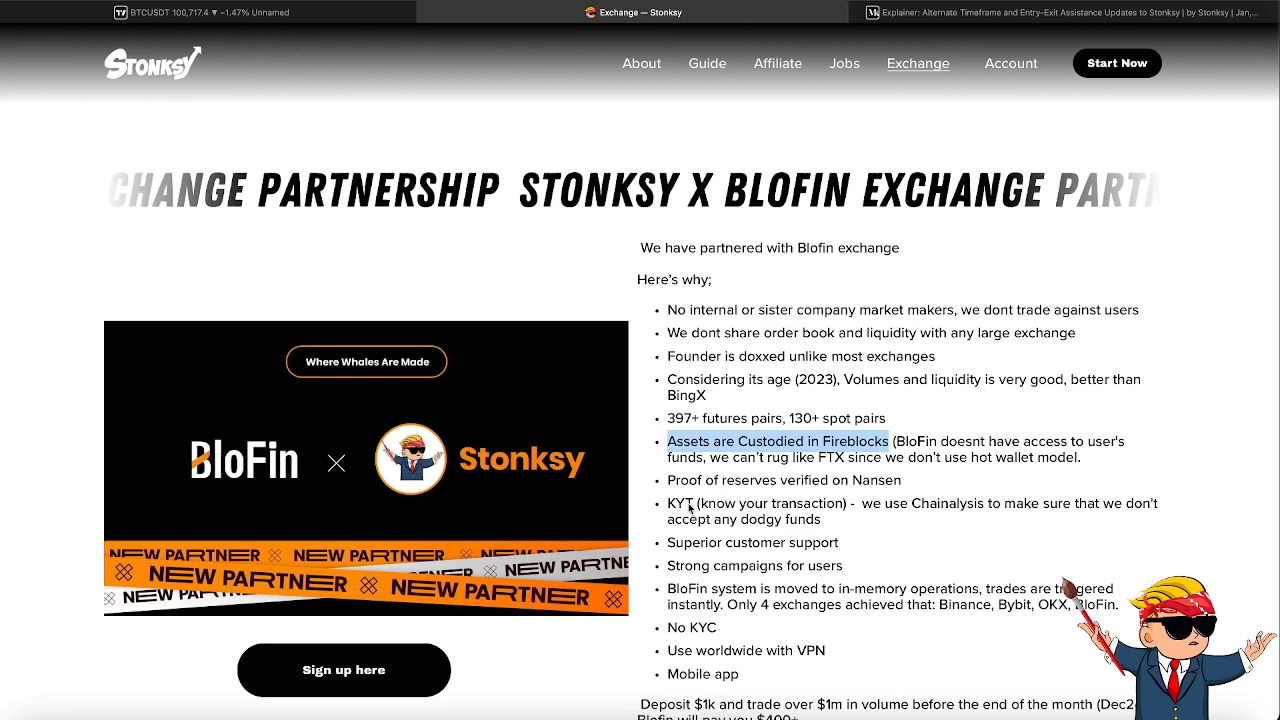 BTCUSDT 100,717.4 ▼ −1.47% Unnamed
Exchange — Stonksy
Explainer: Alternate Timeframe and Entry-Exit Assistance Updates to Stonksy | by Stonksy | Jan,...
STONKSY
About
Guide
Affiliate
Jobs
Exchange
Account
Start Now
CHANGE PARTNERSHIP STONKSY X BLOFIN EXCHANGE PARTN
We have partnered with Blofin exchange
Here's why;
• No internal or sister company market makers, we dont trade against users
• We dont share order book and liquidity with any large exchange
• Founder is doxxed unlike most exchanges
• Considering its age (2023), Volumes and liquidity is very good, better than
BingX
• 397+ futures pairs, 130+ spot pairs
• Assets are Custodied in Fireblocks (BloFin doesnt have access to user's
funds, we can't rug like FTX since we don't use hot wallet model.
• Proof of reserves verified on Nansen
• KYT (know your transaction) - we use Chainalysis to make sure that we don't
accept any dodgy funds
• Superior customer support
• Strong campaigns for users
• BloFin system is moved to in-memory operations, trades are triggered
instantly. Only 4 exchanges achieved that: Binance, Bybit, OKX, BloFin.
• No KYC
• Use worldwide with VPN
• Mobile app
Deposit $1k and trade over $1m in volume before the end of the month (Dec2
Blofin will pay you $400+
Where Whales Are Made
BloFin
Stonksy
NEW PARTNER NEW PARTNER
NEW PARTNER
NEW PARTNER NEW PARTNER
Sign up here